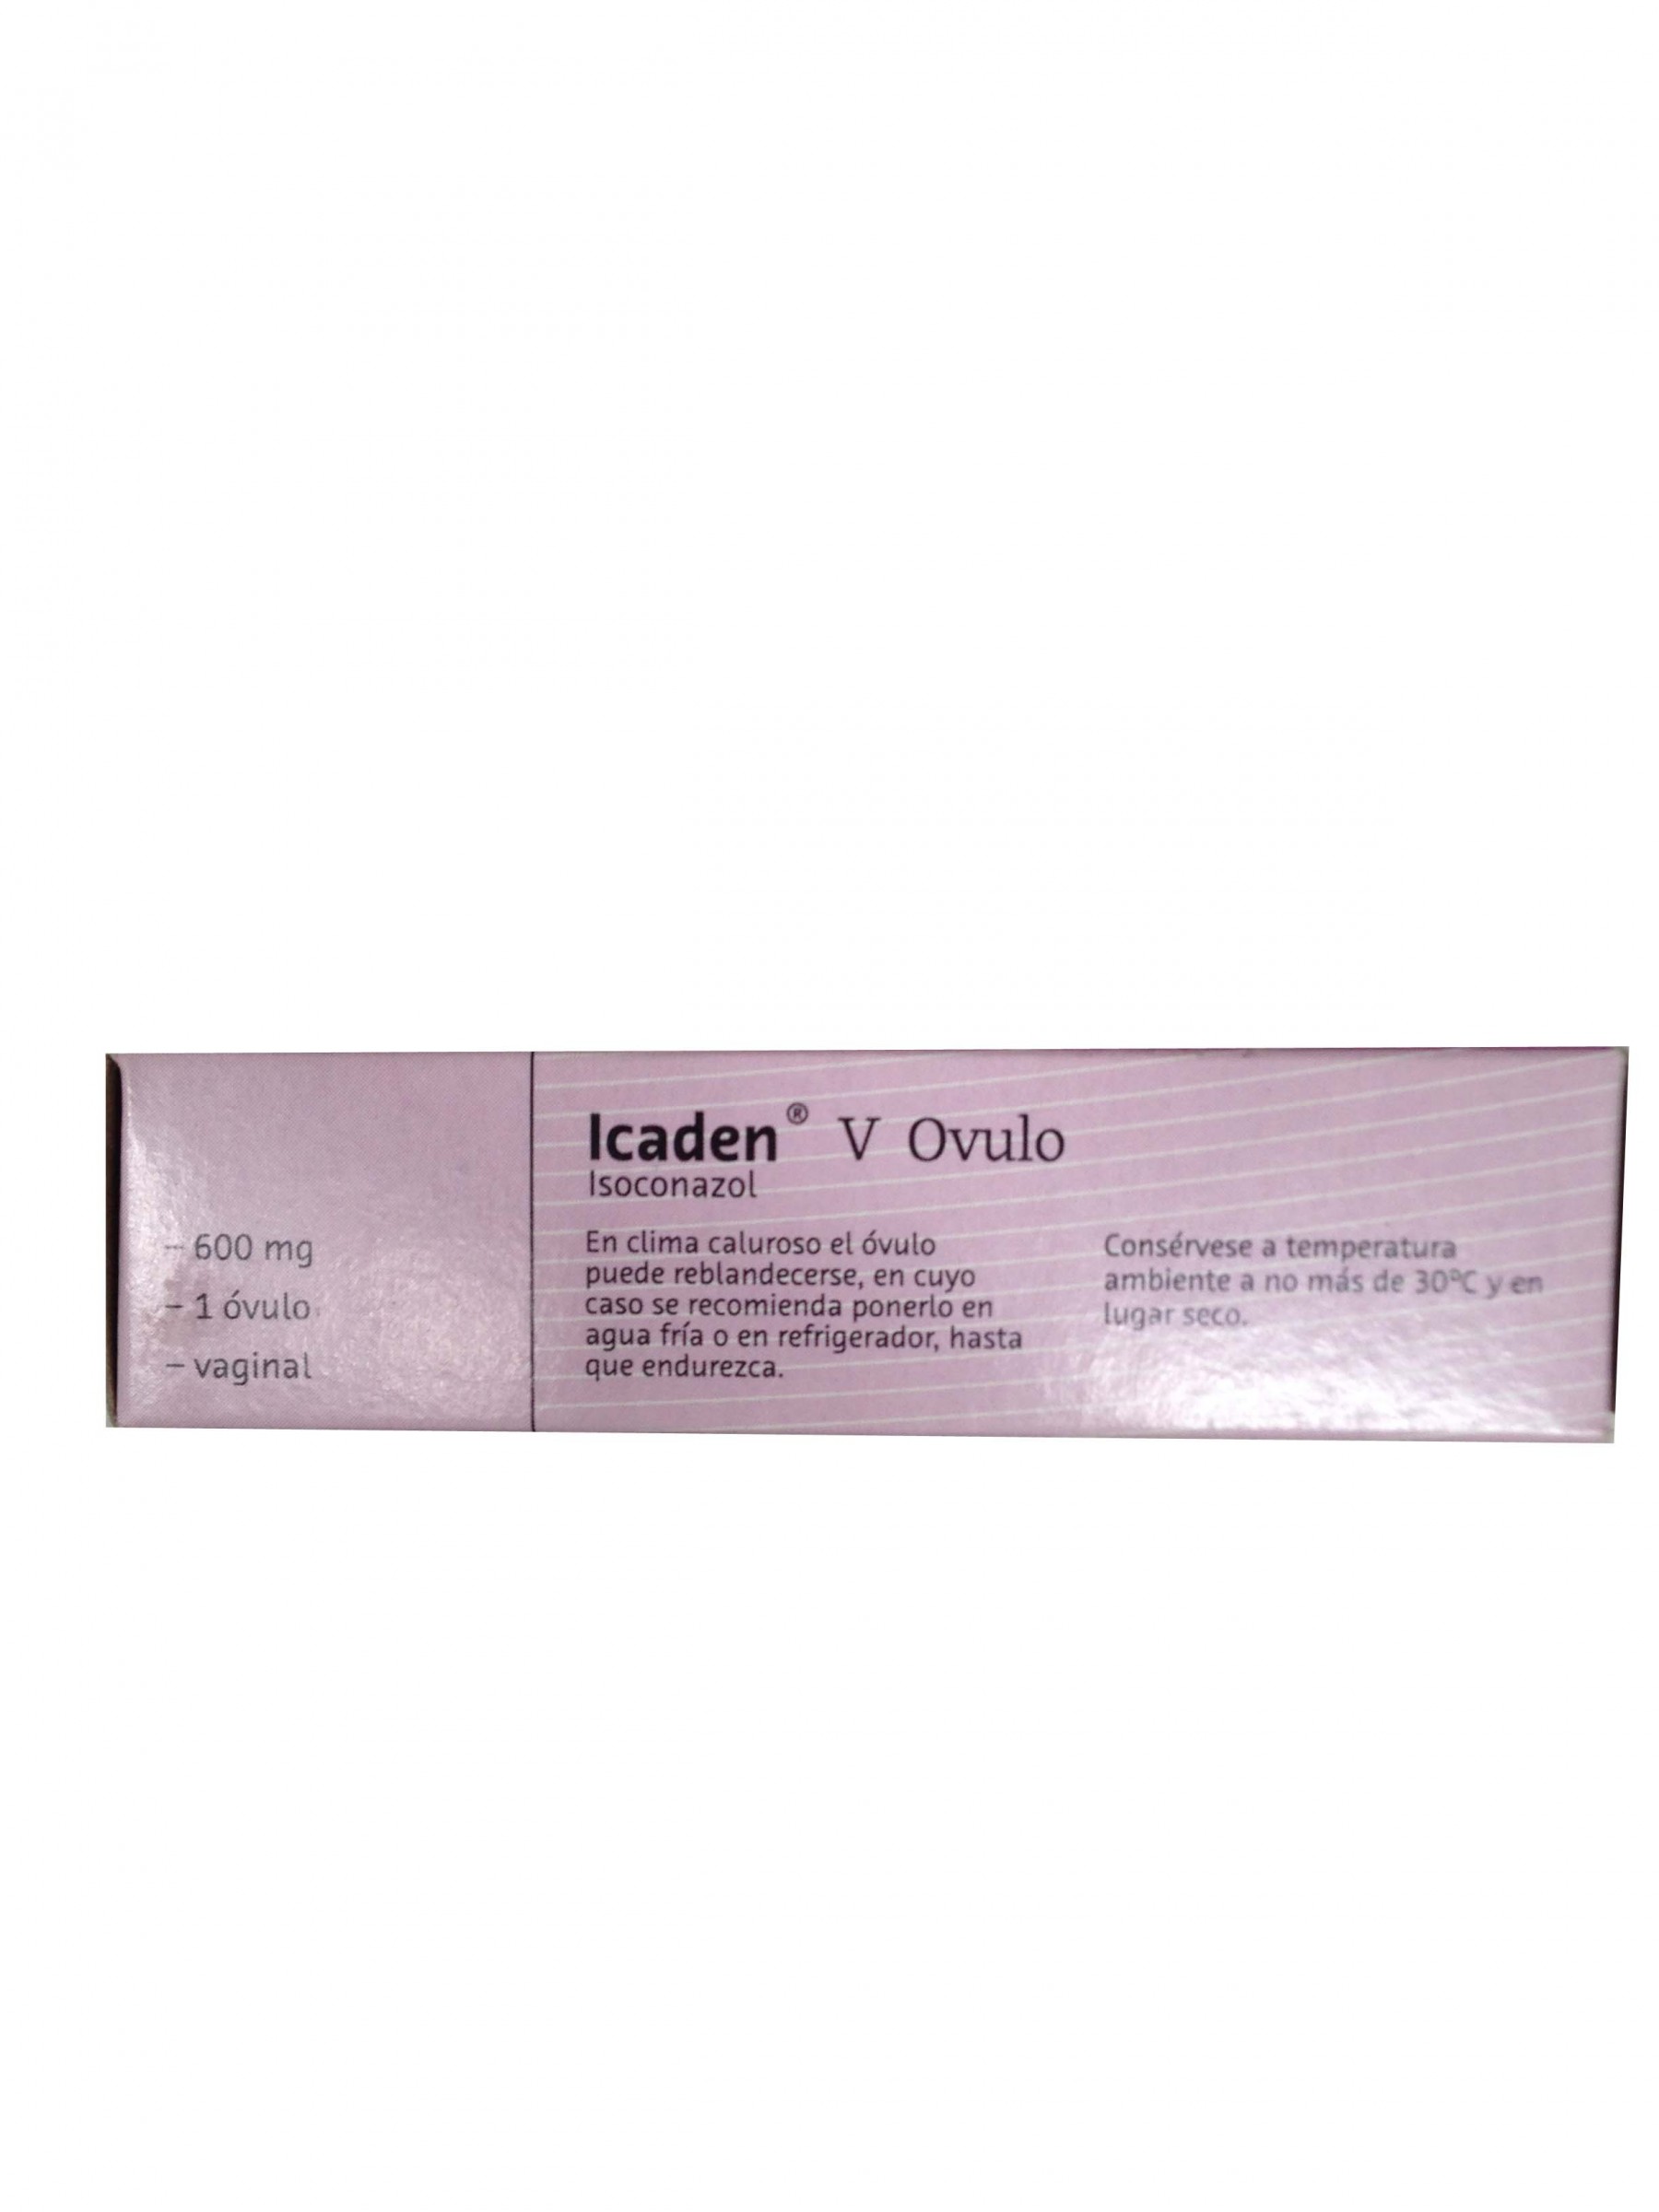 – 600 mg
– 1 óvulo
– vaginal
Icaden® V Ovulo
Isoconazol
En clima caluroso el óvulo
puede reblandecerse, en cuyo
caso se recomienda ponerlo en
agua fría o en refrigerador, hasta
que endurezca.
Consérvese a temperatura
ambiente a no más de 30°C y en
lugar seco.